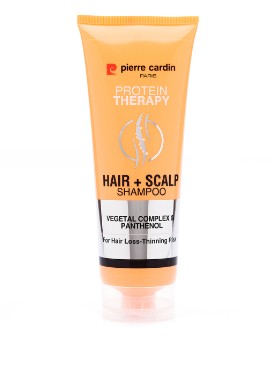 pierre cardin
PARIS
PROTEIN
THERAPY
HAIR + SCALP
SHAMPOO
VEGETAL COMPLEX &
PANTHENOL
For Hair Loss-Thinning